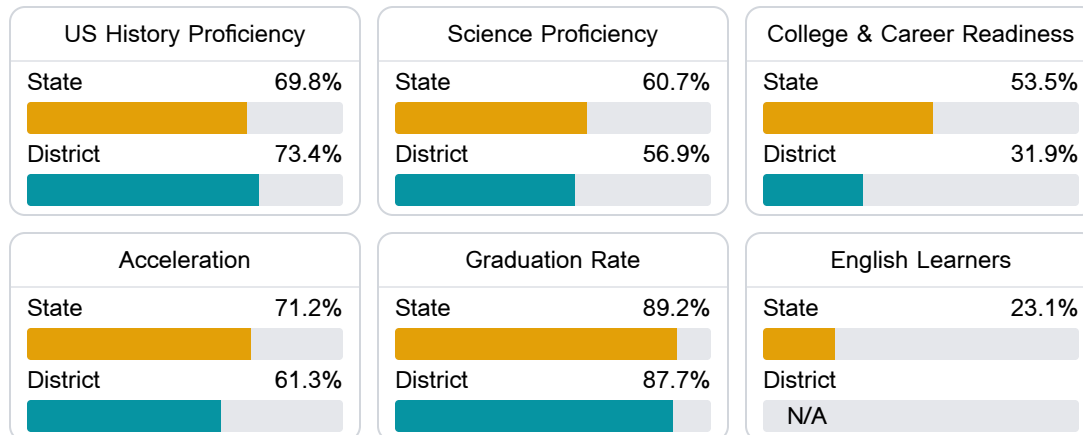 US History Proficiency
State 69.8%
District 73.4%
Science Proficiency
State 60.7%
District 56.9%
College & Career Readiness
State 53.5%
District 31.9%
Acceleration
State 71.2%
District 61.3%
Graduation Rate
State 89.2%
District 87.7%
English Learners
State 23.1%
District
N/A